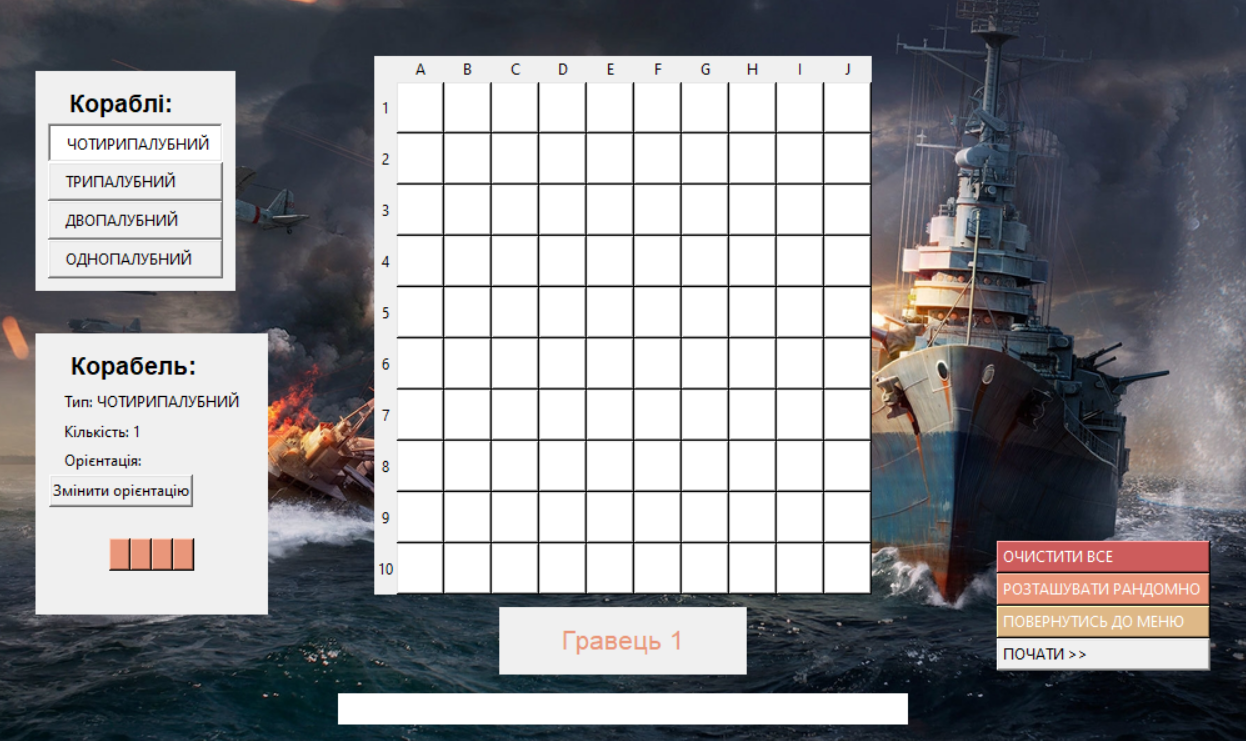 Кораблі:
ЧОТИРИПАЛУБНИЙ
ТРИПАЛУБНИЙ
ДВОПАЛУБНИЙ
ОДНОПАЛУБНИЙ
Корабель:
Тип: ЧОТИРИПАЛУБНИЙ
Кількість: 1
Орієнтація:
Змінити орієнтацію
A B C D E F G H I J
1
2
3
4
5
6
7
8
9
10
Гравець 1
ОЧИСТИТИ ВСЕ
РОЗТАШУВАТИ РАНДОМНО
ПОВЕРНУТИСЬ ДО МЕНЮ
ПОЧАТИ >>